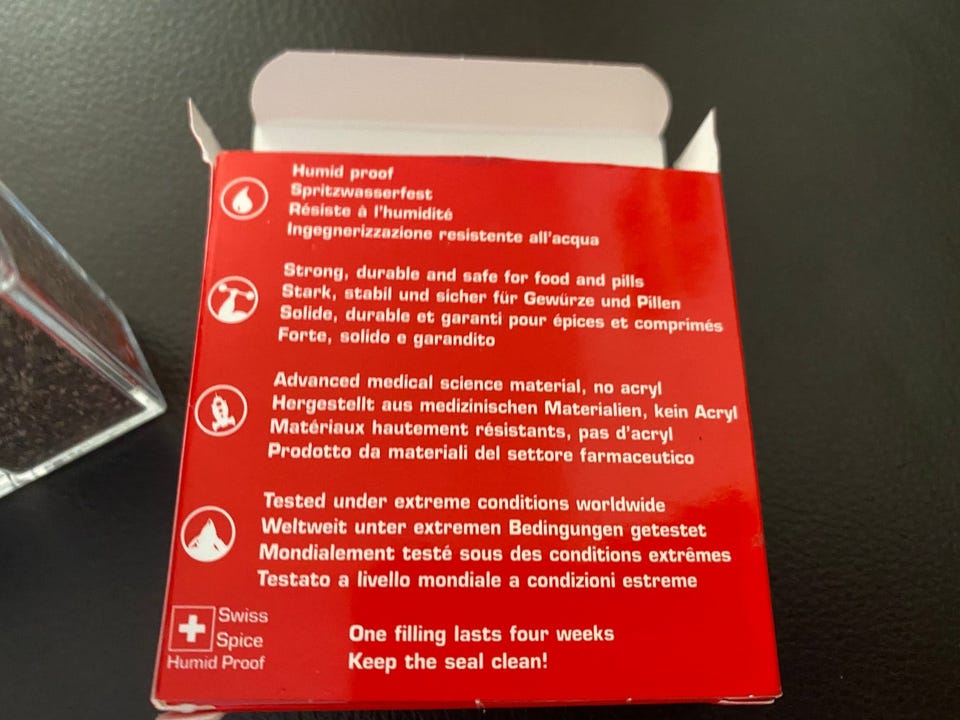 Humid proof
Spritzwasserfest
Résiste à l'humidité
Ingegnerizzazione resistente all'acqua
Strong, durable and safe for food and pills
Stark, stabil und sicher für Gewürze und Pillen
Solide, durable et garanti pour épices et comprimés
Forte, solido e garandito
Advanced medical science material, no acryl
Hergestellt aus medizinischen Materialien, kein Acryl
Matériaux hautement résistants, pas d'acryl
Prodotto da materiali del settore farmaceutico
Tested under extreme conditions worldwide
Weltweit unter extremen Bedingungen getestet
Mondialement testé sous des conditions extrêmes
Testato a livello mondiale a condizioni estreme
Swiss
Spice
Humid Proof
One filling lasts four weeks
Keep the seal clean!